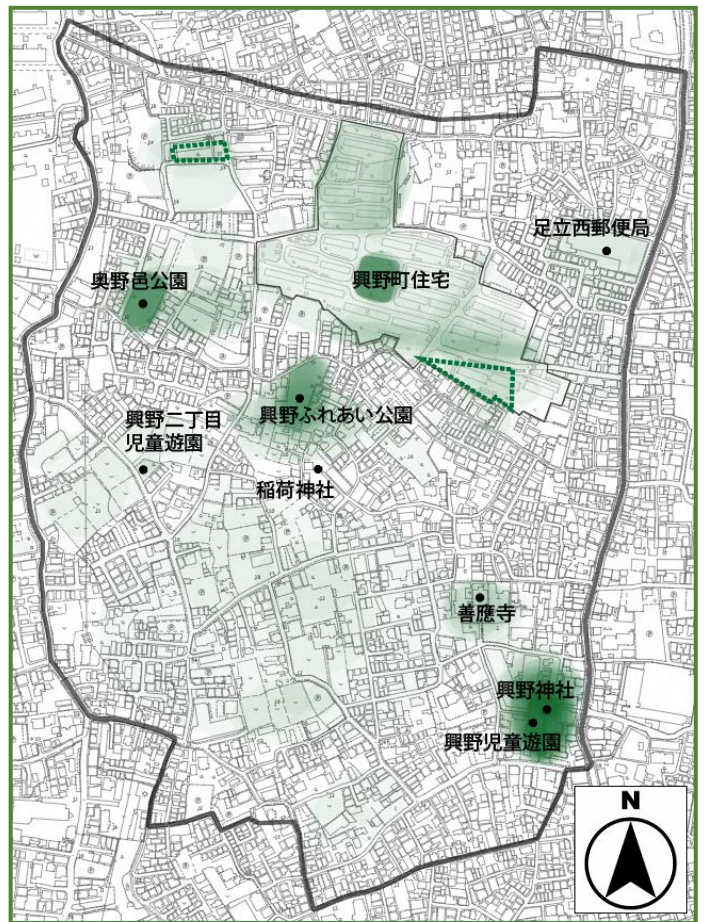 足立西郵便局
興野町住宅
奥野邑公園
興野ふれあい公園
興野二丁目
児童遊園
稲荷神社
善應寺
興野神社
興野児童遊園
N